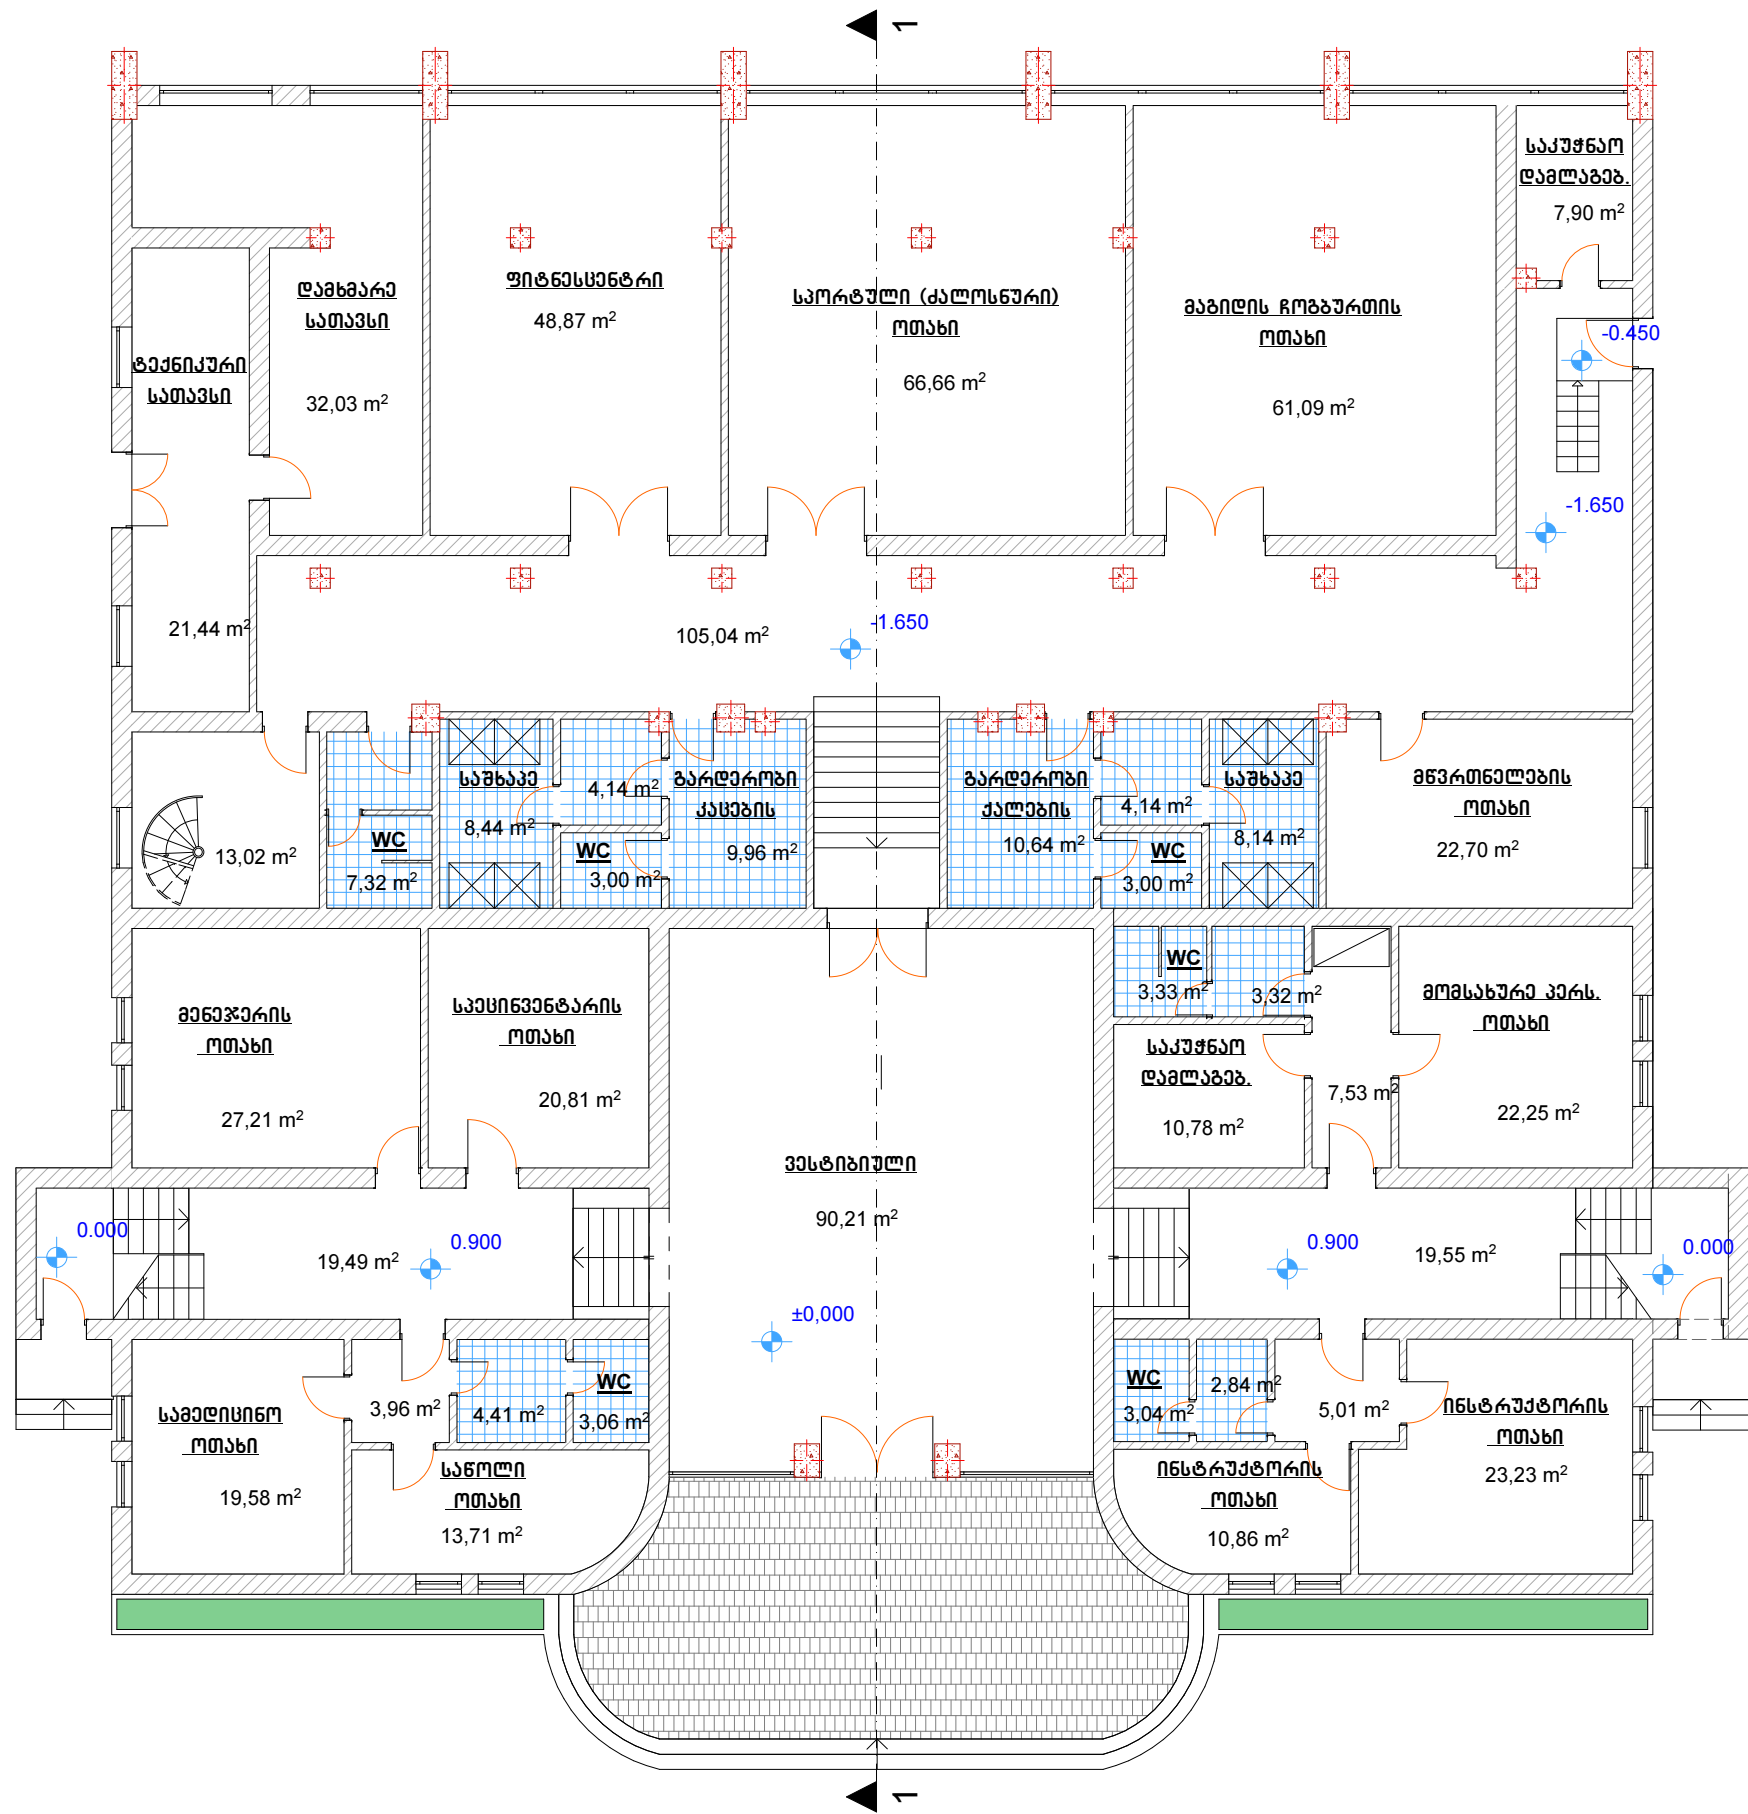 1
საკუჭნაო
დამლაგებ.
7,90 m²
დამხმარე
სათავსი
32,03 m²
ფიტნესცენტრი
48,87 m²
სპორტული (ძალოსნური)
ოთახი
66,66 m²
მაგიდის ჩოგბურთის
ოთახი
61,09 m²
-0.450
ტექნიკური
სათავსი
21,44 m²
-1.650
105,04 m²
-1.650
13,02 m²
WC
7,32 m²
საშხაპე
8,44 m²
4,14 m²
WC
3,00 m²
გარდერობი
კაცების
9,96 m²
გარდერობი
ქალების
10,64 m²
4,14 m²
WC
3,00 m²
საშხაპე
8,14 m²
მწვრთნელების
ოთახი
22,70 m²
მენეჯერის
ოთახი
27,21 m²
სპეცინვენტარის
ოთახი
20,81 m²
WC
3,33 m²
3,32 m²
საკუჭნაო
დამლაგებ.
10,78 m²
7,53 m²
მომსახურე პერს.
ოთახი
22,25 m²
ვესტიბიული
90,21 m²
±0,000
0.000
19,49 m²
0.900
0.900
19,55 m²
0.000
სამედიცინო
ოთახი
19,58 m²
3,96 m²
4,41 m²
WC
3,06 m²
საწოლი
ოთახი
13,71 m²
WC
3,04 m²
2,84 m²
5,01 m²
ინსტრუქტორის
ოთახი
10,86 m²
ინსტრუქტორის
ოთახი
23,23 m²
1